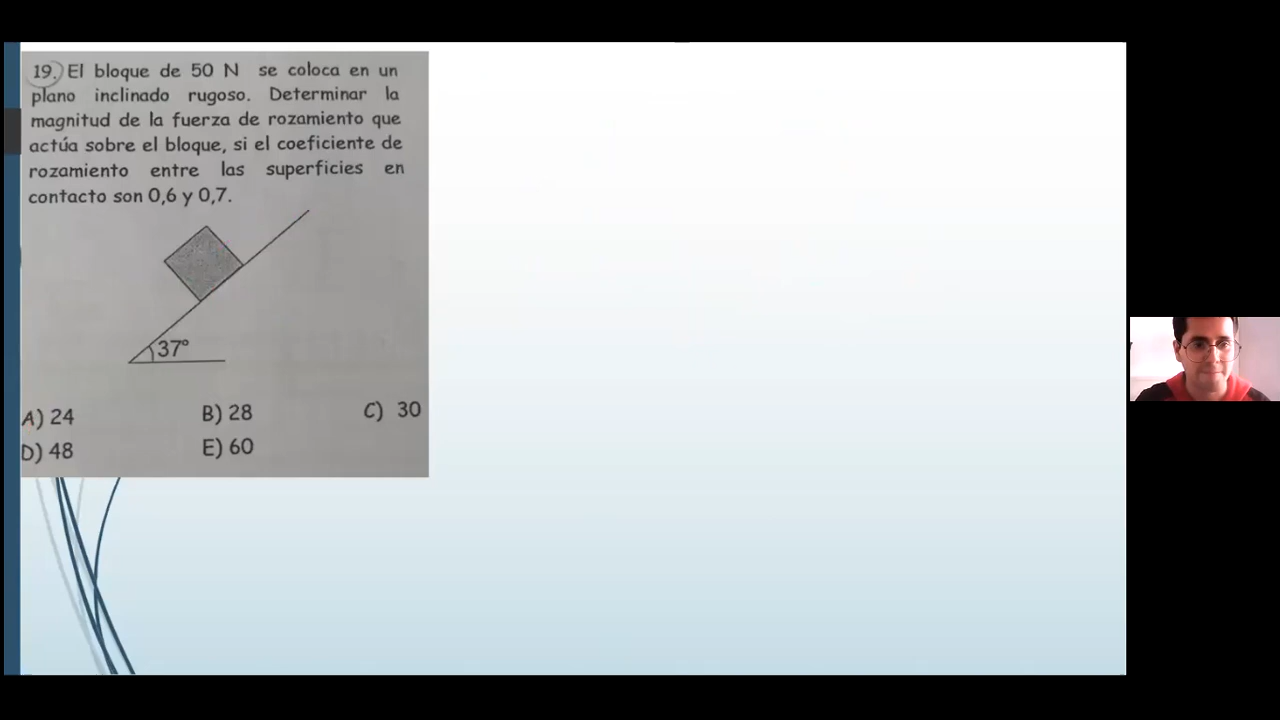 19. El bloque de 50 N se coloca en un
plano inclinado rugoso. Determinar la
magnitud de la fuerza de rozamiento que
actúa sobre el bloque, si el coeficiente de
rozamiento entre las superficies en
contacto son 0,6 y 0,7.
37°
A) 24 B) 28 C) 30
D) 48 E) 60